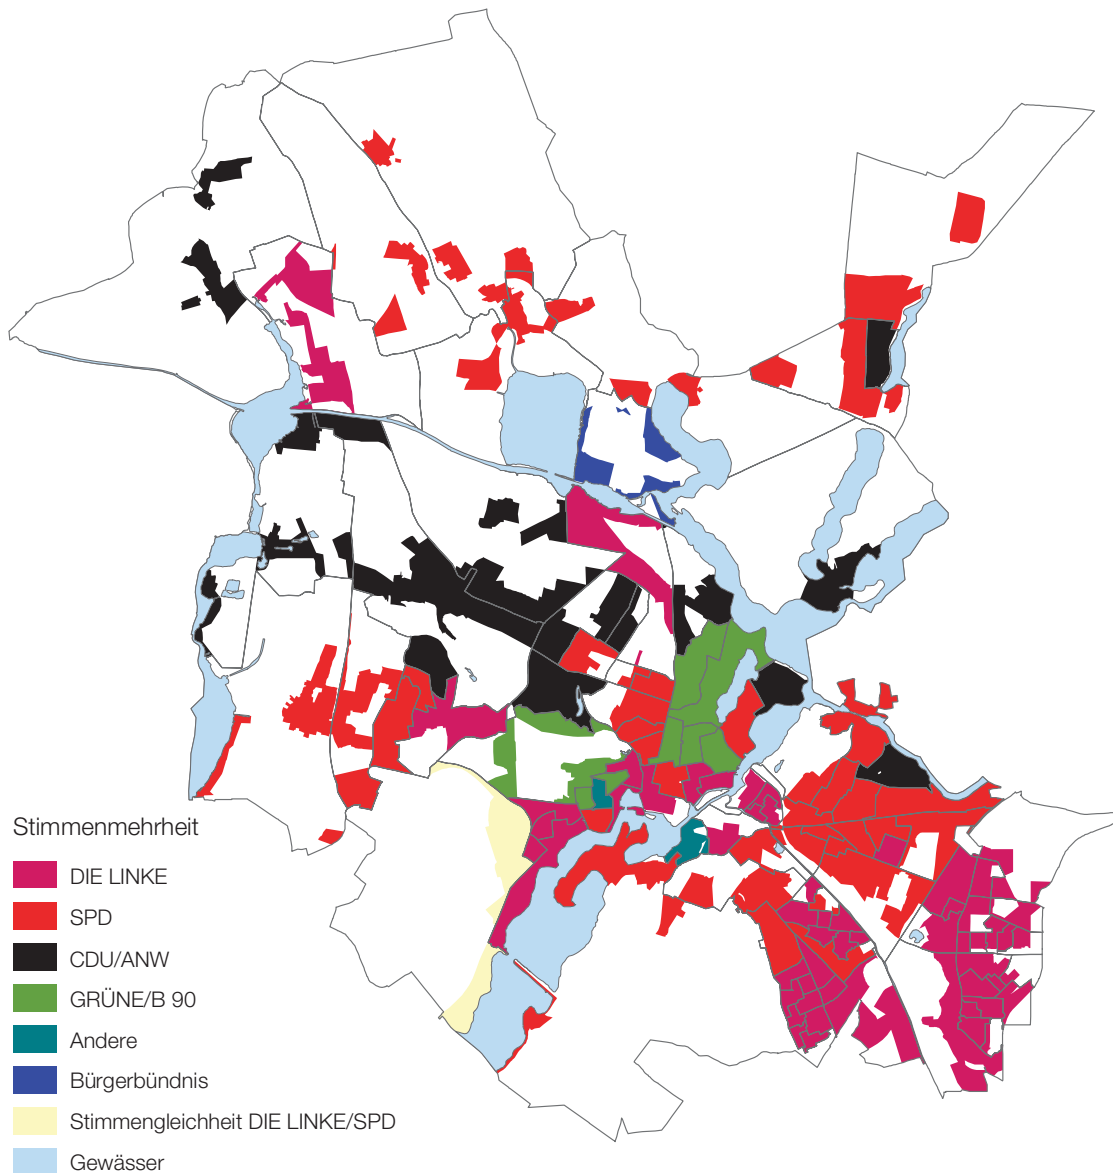 Stimmenmehrheit
DIE LINKE
SPD
CDU/ANW
GRÜNE/B 90
Andere
Bürgerbündnis
Stimmengleichheit DIE LINKE/SPD
Gewässer